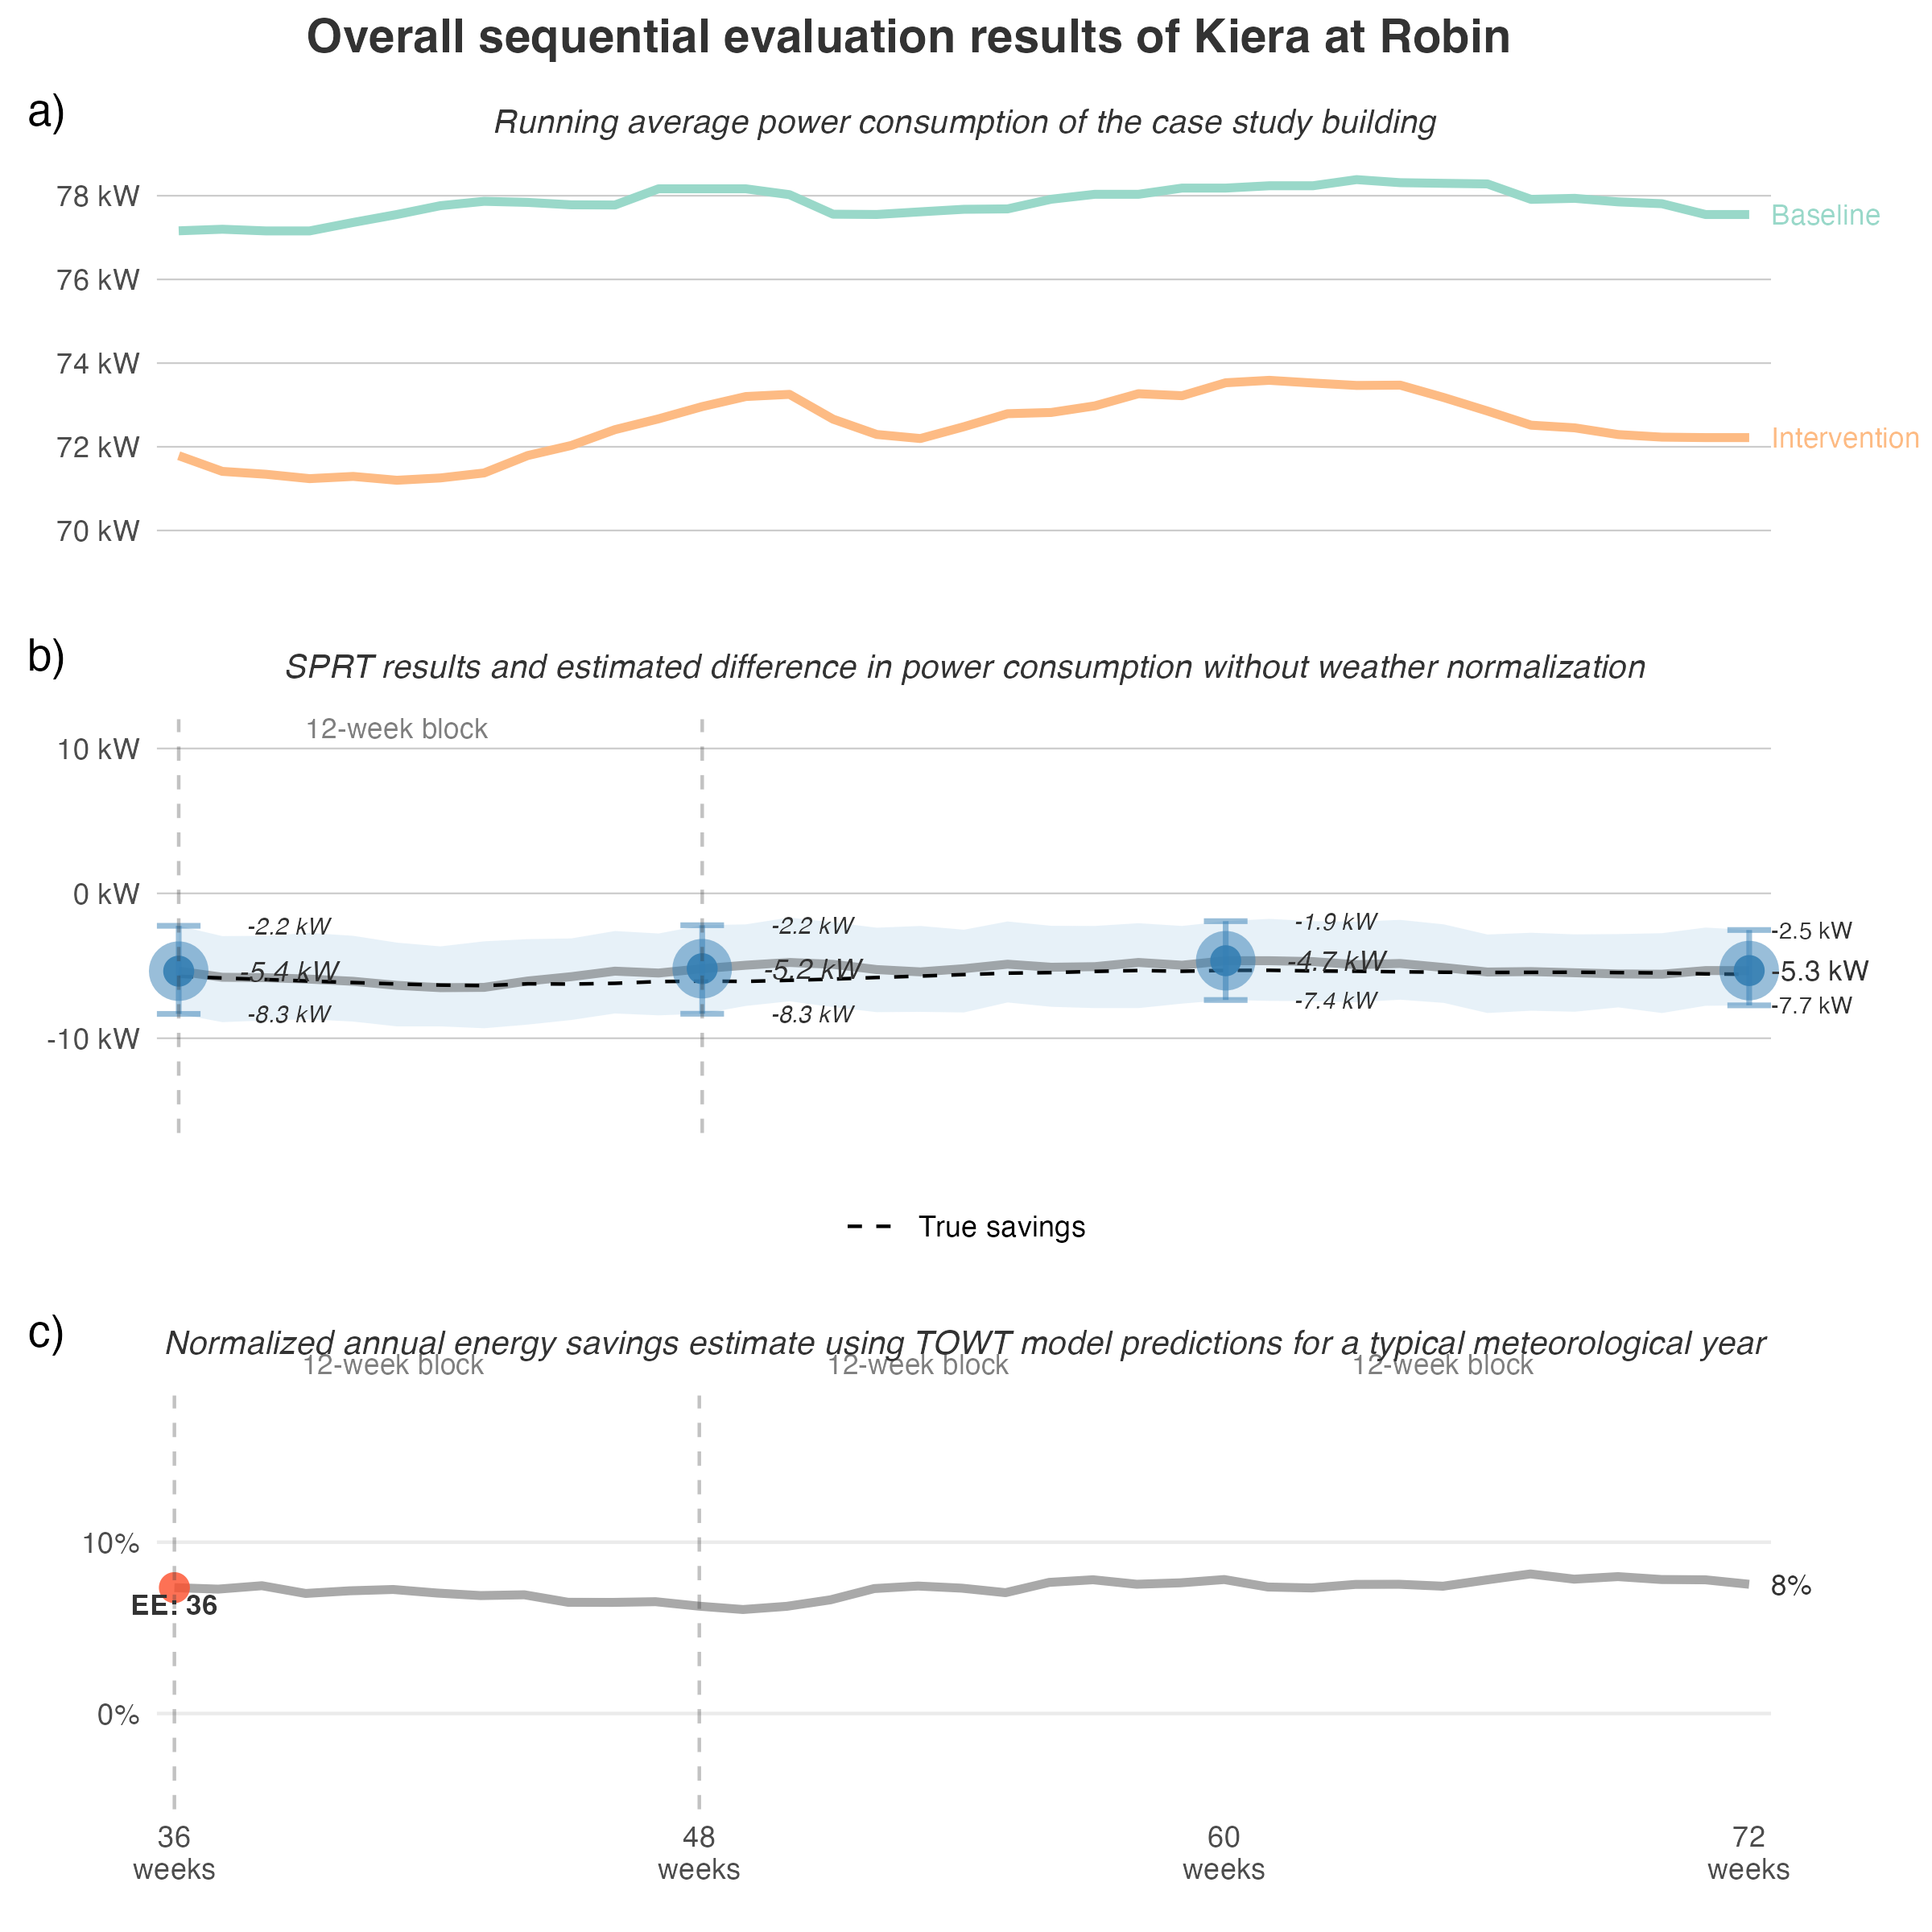 Overall sequential evaluation results of Kiera at Robin
a)
Running average power consumption of the case study building
78 kW
76 kW
74 kW
72 kW
70 kW
Baseline
Intervention
b)
SPRT results and estimated difference in power consumption without weather normalization
12-week block
10 kW
0 kW
-10 kW
-2.2 kW
-5.4 kW
-8.3 kW
-2.2 kW
-5.2 kW
-8.3 kW
-1.9 kW
-4.7 kW
-7.4 kW
-2.5 kW
-5.3 kW
-7.7 kW
True savings
c)
Normalized annual energy savings estimate using TOWT model predictions for a typical meteorological year
12-week block
12-week block
12-week block
10%
0%
EE: 36
8%
36
weeks
48
weeks
60
weeks
72
weeks